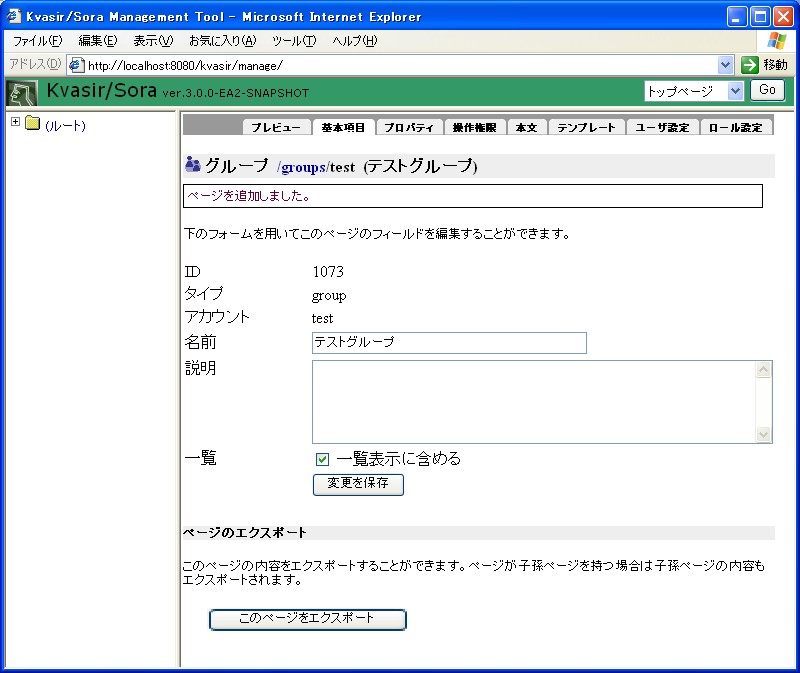 Kvasir/Sora Management Tool - Microsoft Internet Explorer
ファイル(F) 編集(E) 表示(V) お気に入り(A) ツール(T) ヘルプ(H)
アドレス(D) http://localhost:8080/kvasir/manage/ 移動
Kvasir/Sora ver.3.0.0-EA2-SNAPSHOT トップページ Go
(ルート)
プレビュー 基本項目 プロパティ 操作権限 本文 テンプレート ユーザ設定 ロール設定
グループ /groups/test (テストグループ)
ページを追加しました。
下のフォームを用いてこのページのフィールドを編集することができます。
ID 1073
タイプ group
アカウント test
名前 テストグループ
説明
一覧 一覧表示に含める
変更を保存
ページのエクスポート
このページの内容をエクスポートすることができます。ページが子孫ページを持つ場合は子孫ページの内容も
エクスポートされます。
このページをエクスポート